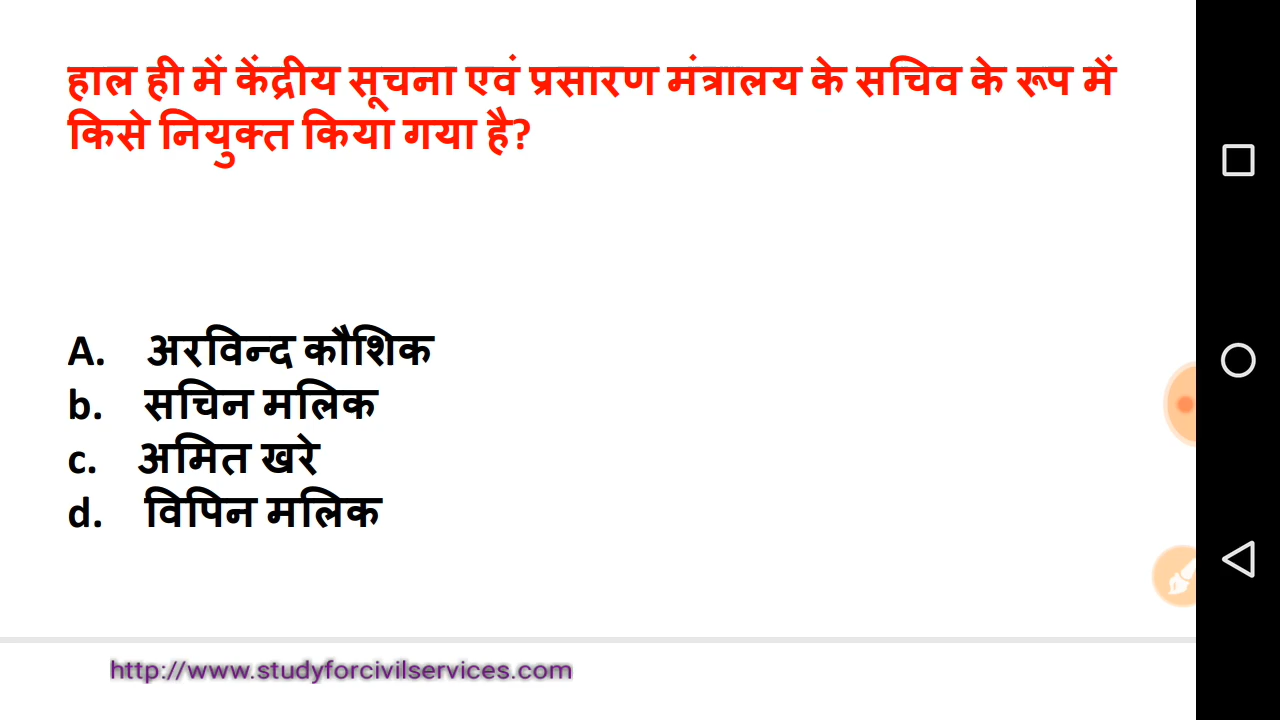 हाल ही में केंद्रीय सूचना एवं प्रसारण मंत्रालय के सचिव के रूप में
किसे नियुक्त किया गया है?
A. अरविन्द कौशिक
b. सचिन मलिक
c. अमित खरे
d. विपिन मलिक
http://www.studyforcivilservices.com